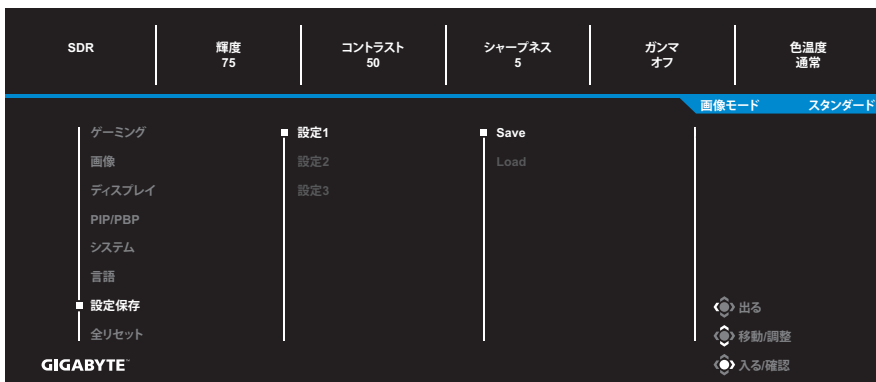 SDR
輝度
75
コントラスト
50
シャープネス
5
ガンマ
オフ
色温度
通常
画像モード スタンダード
ゲーミング
画像
ディスプレイ
PIP/PBP
システム
言語
設定保存
全リセット
設定1
設定2
設定3
Save
Load
出る
移動/調整
入る/確認
GIGABYTE™